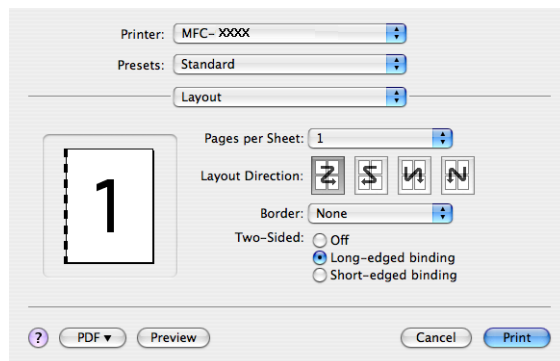 Printer: MFC- XXXX
Presets: Standard
Layout
Pages per Sheet: 1
Layout Direction:
Border: None
Two-Sided: Off
Long-edged binding
Short-edged binding
1
? PDF▼ Preview Cancel Print